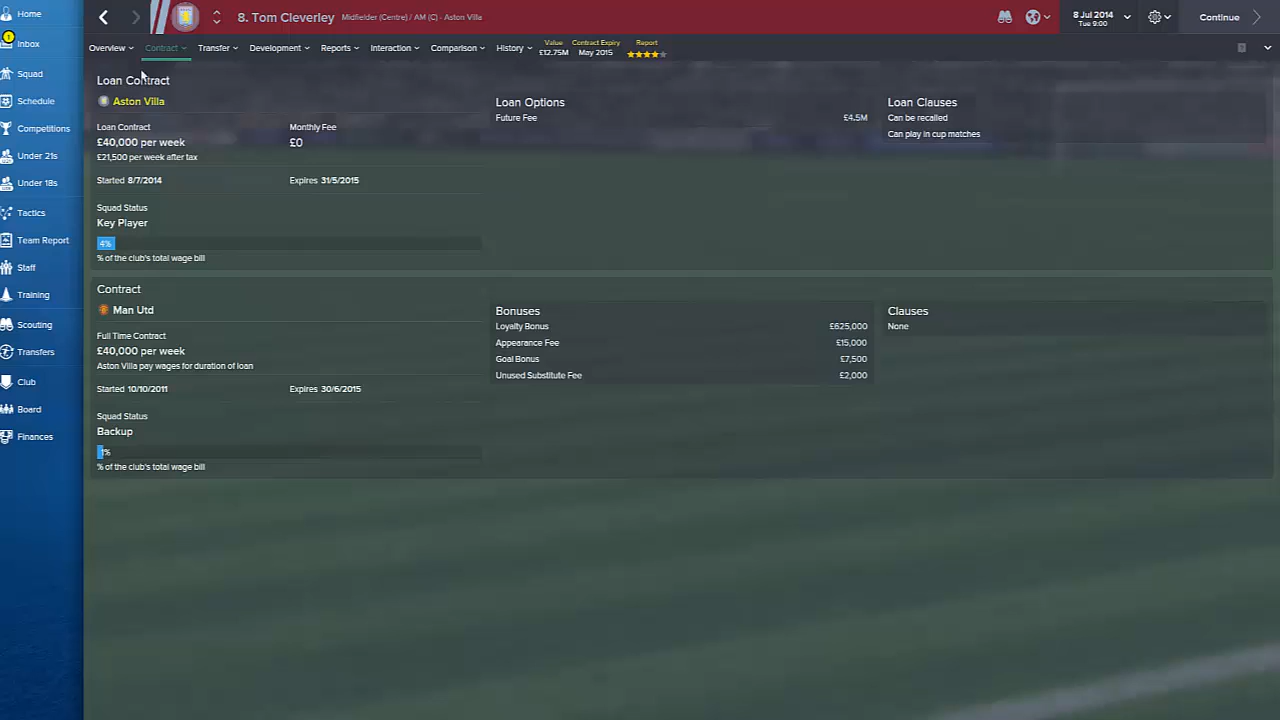 Home
1
Inbox
Squad
Schedule
Competitions
Under 21s
Under 18s
Tactics
Team Report
Staff
Training
Scouting
Transfers
Club
Board
Finances
8. Tom Cleverley Midfielder (Centre) / AM (C) - Aston Villa
8 Jul 2014
Tue 9:00
Continue
Overview Contract Transfer Development Reports Interaction Comparison History
Value
£12.75M
Contract Expiry
May 2015
Report
Loan Contract
Aston Villa
Loan Contract
£40,000 per week
£21,500 per week after tax
Monthly Fee
£0
Started 8/7/2014 Expires 31/5/2015
Squad Status
Key Player
4%
% of the club's total wage bill
Loan Options
Future Fee £4.5M
Loan Clauses
Can be recalled
Can play in cup matches
Contract
Man Utd
Full Time Contract
£40,000 per week
Aston Villa pay wages for duration of loan
Started 10/10/2011 Expires 30/6/2015
Squad Status
Backup
1%
% of the club's total wage bill
Bonuses
Loyalty Bonus £625,000
Appearance Fee £15,000
Goal Bonus £7,500
Unused Substitute Fee £2,000
Clauses
None